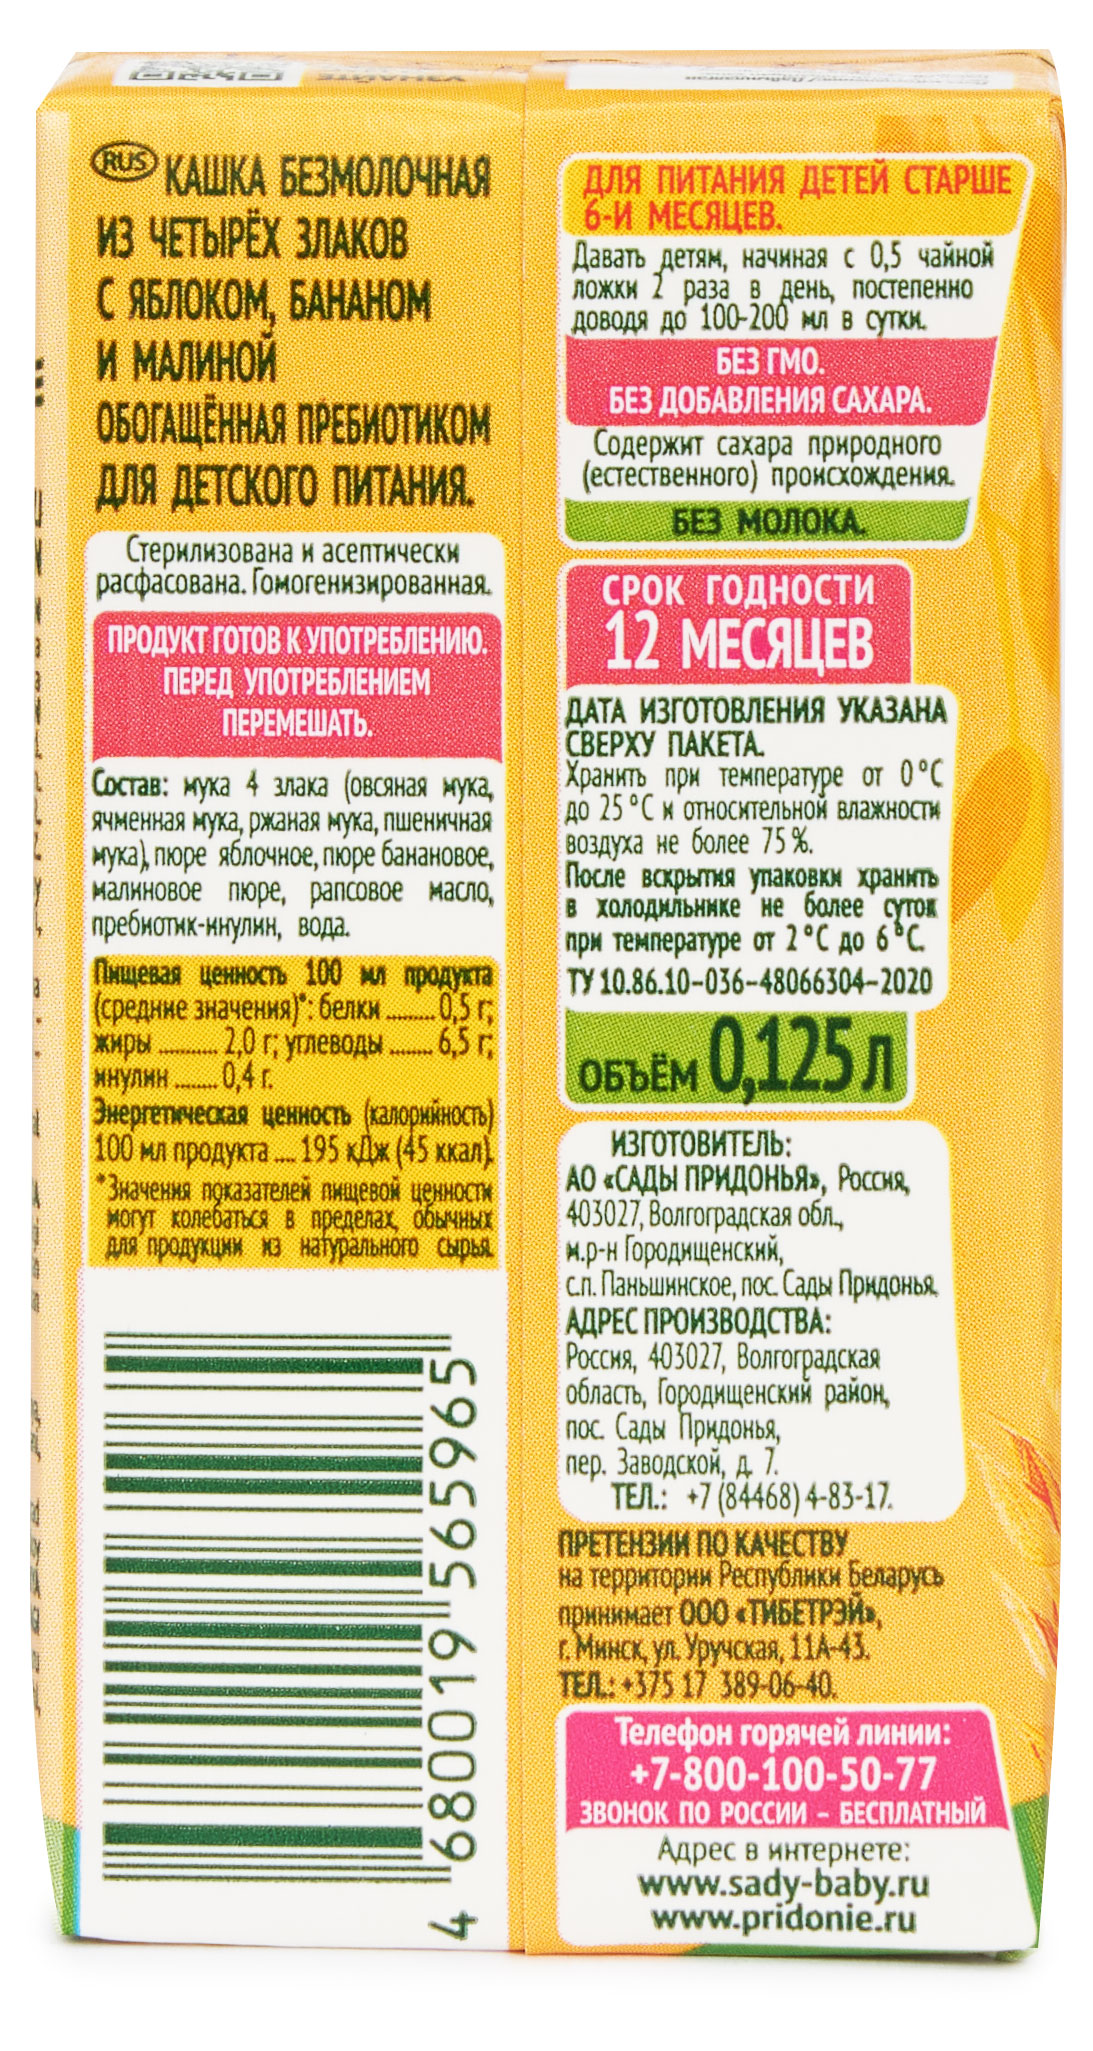 УЗНАЙТЕ
RUS КАШКА БЕЗМОЛОЧНАЯ
ИЗ ЧЕТЫРЁХ ЗЛАКОВ
С ЯБЛОКОМ, БАНАНОМ
И МАЛИНОЙ
ОБОГАЩЁННАЯ ПРЕБИОТИКОМ
ДЛЯ ДЕТСКОГО ПИТАНИЯ.
Стерилизована и асептически
расфасована. Гомогенизированная.
ПРОДУКТ ГОТОВ К УПОТРЕБЛЕНИЮ.
ПЕРЕД УПОТРЕБЛЕНИЕМ
ПЕРЕМЕШАТЬ.
Состав: мука 4 злака (овсяная мука,
ячменная мука, ржаная мука, пшеничная
мука), пюре яблочное, пюре банановое,
малиновое пюре, рапсовое масло,
пребиотик-инулин, вода.
Пищевая ценность 100 мл продукта
(средние значения)*: белки ........ 0,5 г;
жиры .......... 2,0 г; углеводы ....... 6,5 г;
инулин ....... 0,4 г.
Энергетическая ценность (калорийность)
100 мл продукта .... 195 кДж (45 ккал).
*Значения показателей пищевой ценности
могут колебаться в пределах, обычных
для продукции из натурального сырья.
4 680019 565965
ДЛЯ ПИТАНИЯ ДЕТЕЙ СТАРШЕ
6-И МЕСЯЦЕВ.
Давать детям, начиная с 0,5 чайной
ложки 2 раза в день, постепенно
доводя до 100-200 мл в сутки.
БЕЗ ГМО.
БЕЗ ДОБАВЛЕНИЯ САХАРА.
Содержит сахара природного
(естественного) происхождения.
БЕЗ МОЛОКА.
СРОК ГОДНОСТИ
12 МЕСЯЦЕВ
ДАТА ИЗГОТОВЛЕНИЯ УКАЗАНА
СВЕРХУ ПАКЕТА.
Хранить при температуре от 0°С
до 25°С и относительной влажности
воздуха не более 75%.
После вскрытия упаковки хранить
в холодильнике не более суток
при температуре от 2°С до 6°С.
ТУ 10.86.10-036-48066304-2020
ОБЪЁМ 0,125 Л
ИЗГОТОВИТЕЛЬ:
АО «САДЫ ПРИДОНЬЯ», Россия,
403027, Волгоградская обл.,
м.р-н Городищенский,
с.п. Паньшинское, пос. Сады Придонья.
АДРЕС ПРОИЗВОДСТВА:
Россия, 403027, Волгоградская
область, Городищенский район,
пос. Сады Придонья,
пер. Заводской, д. 7.
ТЕЛ.: +7 (84468) 4-83-17.
ПРЕТЕНЗИИ ПО КАЧЕСТВУ
на территории Республики Беларусь
принимает ООО «ТИБЕТРЭЙ»,
г. Минск, ул. Уручская, 11А-43.
ТЕЛ.: +375 17 389-06-40.
Телефон горячей линии:
+7-800-100-50-77
ЗВОНОК ПО РОССИИ – БЕСПЛАТНЫЙ
Адрес в интернете:
www.sady-baby.ru
www.pridonie.ru